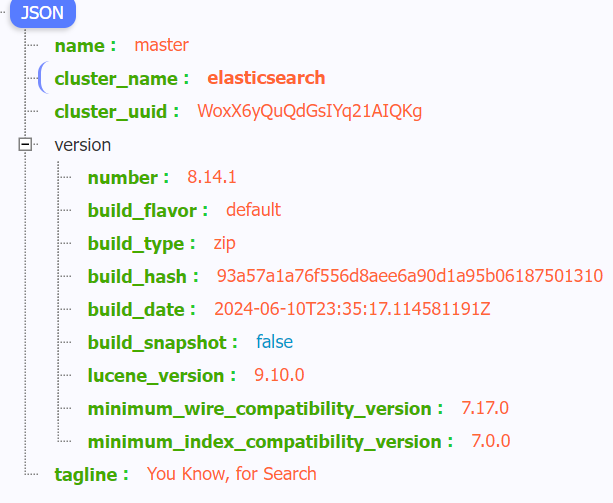 JSON
name : master
cluster_name : elasticsearch
cluster_uuid : WoxX6yQuQdGsIYq21AIQKg
version
number : 8.14.1
build_flavor : default
build_type : zip
build_hash : 93a57a1a76f556d8aee6a90d1a95b06187501310
build_date : 2024-06-10T23:35:17.114581191Z
build_snapshot : false
lucene_version : 9.10.0
minimum_wire_compatibility_version : 7.17.0
minimum_index_compatibility_version : 7.0.0
tagline : You Know, for Search